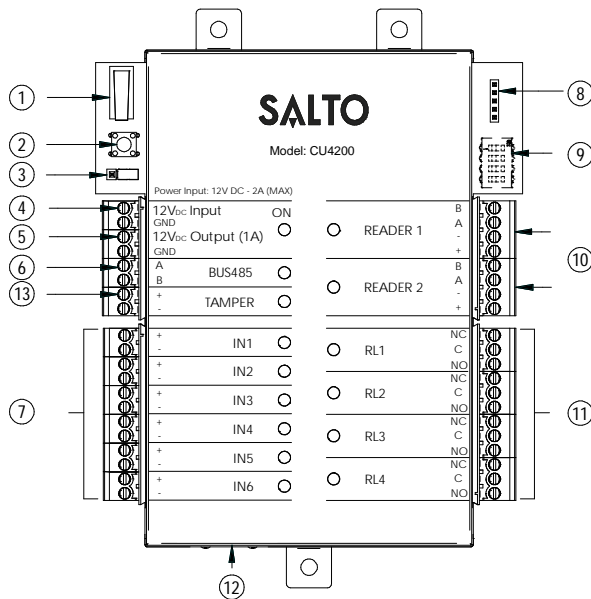 SALTO
Model: CU4200
Power Input: 12V DC - 2A (MAX)
1
2
3
4
5
6
13
7
8
9
10
11
12
12VDC Input ON
GND
12VDC Output (1A)
GND
A
B
BUS485
+
-
TAMPER
+
-
IN1
+
-
IN2
+
-
IN3
+
-
IN4
+
-
IN5
+
-
IN6
READER 1
B
A
-
+
READER 2
B
A
-
+
RL1
NC
C
NO
RL2
NC
C
NO
RL3
NC
C
NO
RL4
NC
C
NO